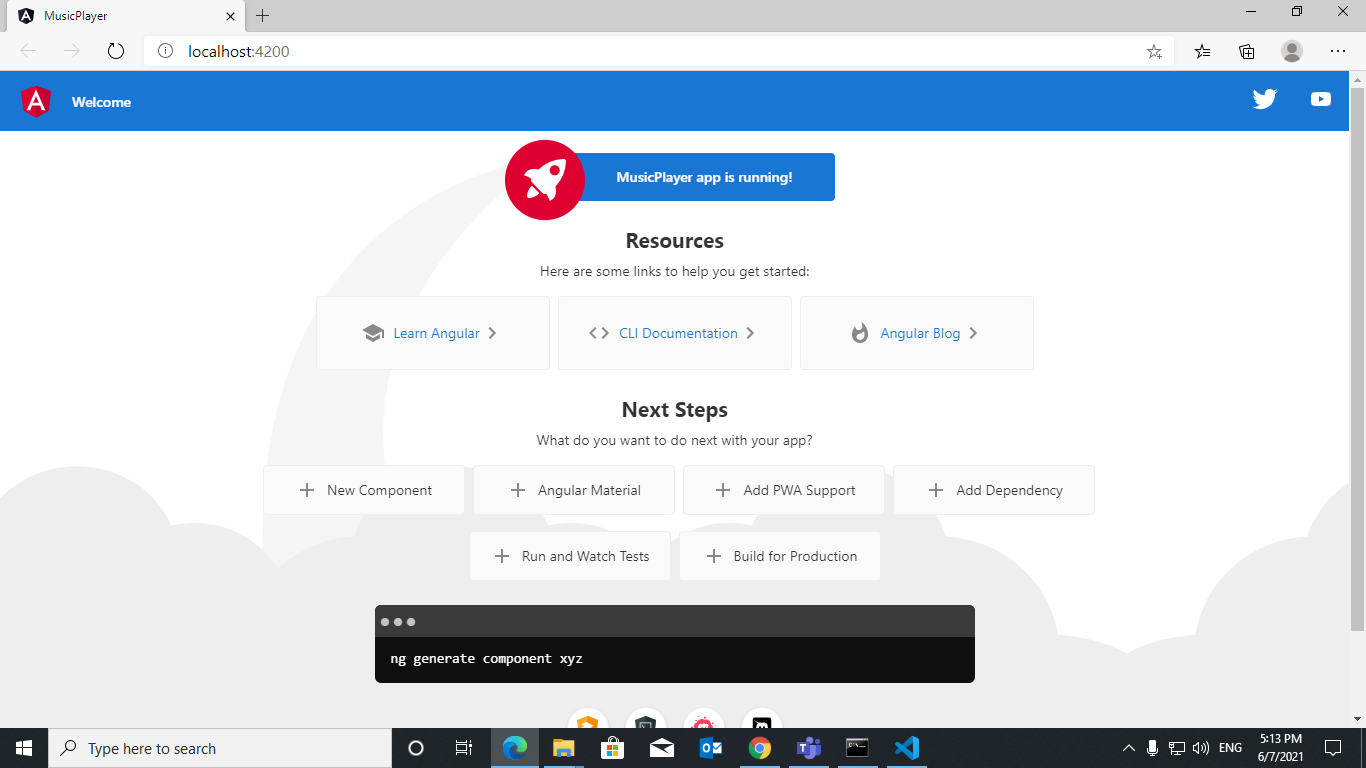 MusicPlayer
localhost:4200
Welcome
MusicPlayer app is running!
Resources
Here are some links to help you get started:
Learn Angular
CLI Documentation
Angular Blog
Next Steps
What do you want to do next with your app?
New Component
Angular Material
Add PWA Support
Add Dependency
Run and Watch Tests
Build for Production
ng generate component xyz
Type here to search
ENG
5:13 PM
6/7/2021